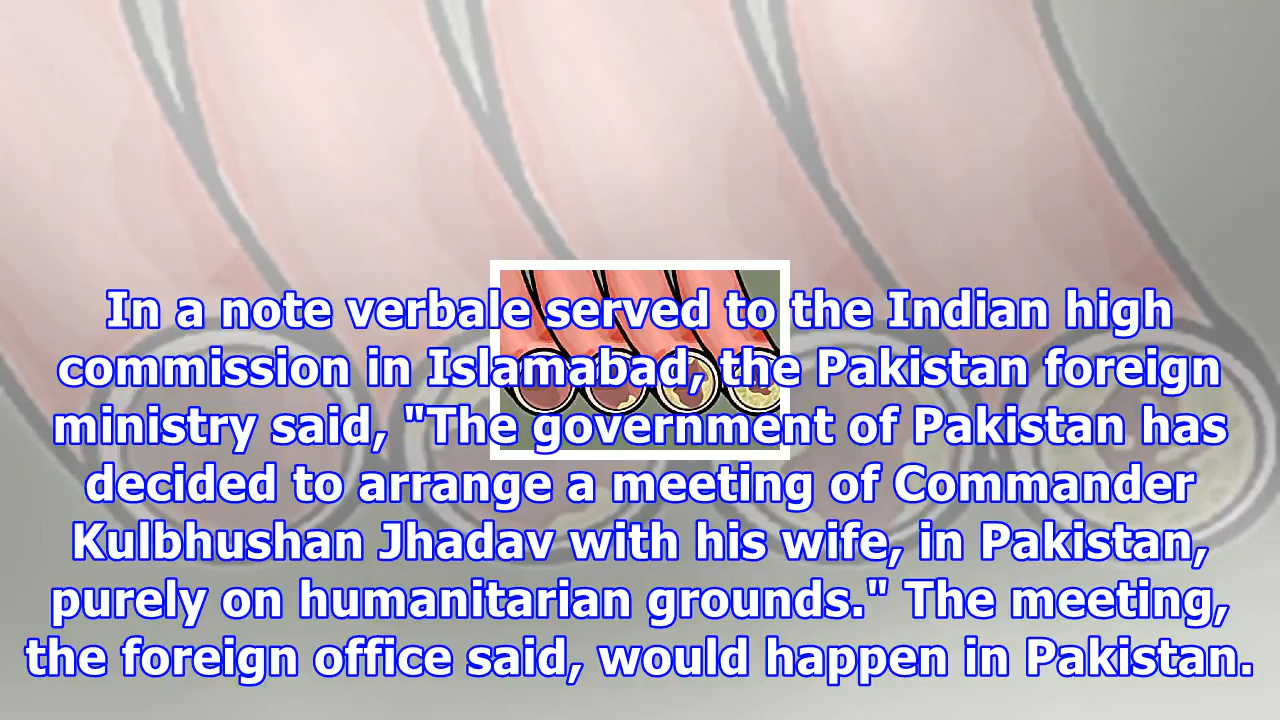 In a note verbale served to the Indian high
commission in Islamabad, the Pakistan foreign
ministry said, "The government of Pakistan has
decided to arrange a meeting of Commander
Kulbhushan Jhadav with his wife, in Pakistan,
purely on humanitarian grounds." The meeting,
the foreign office said, would happen in Pakistan.